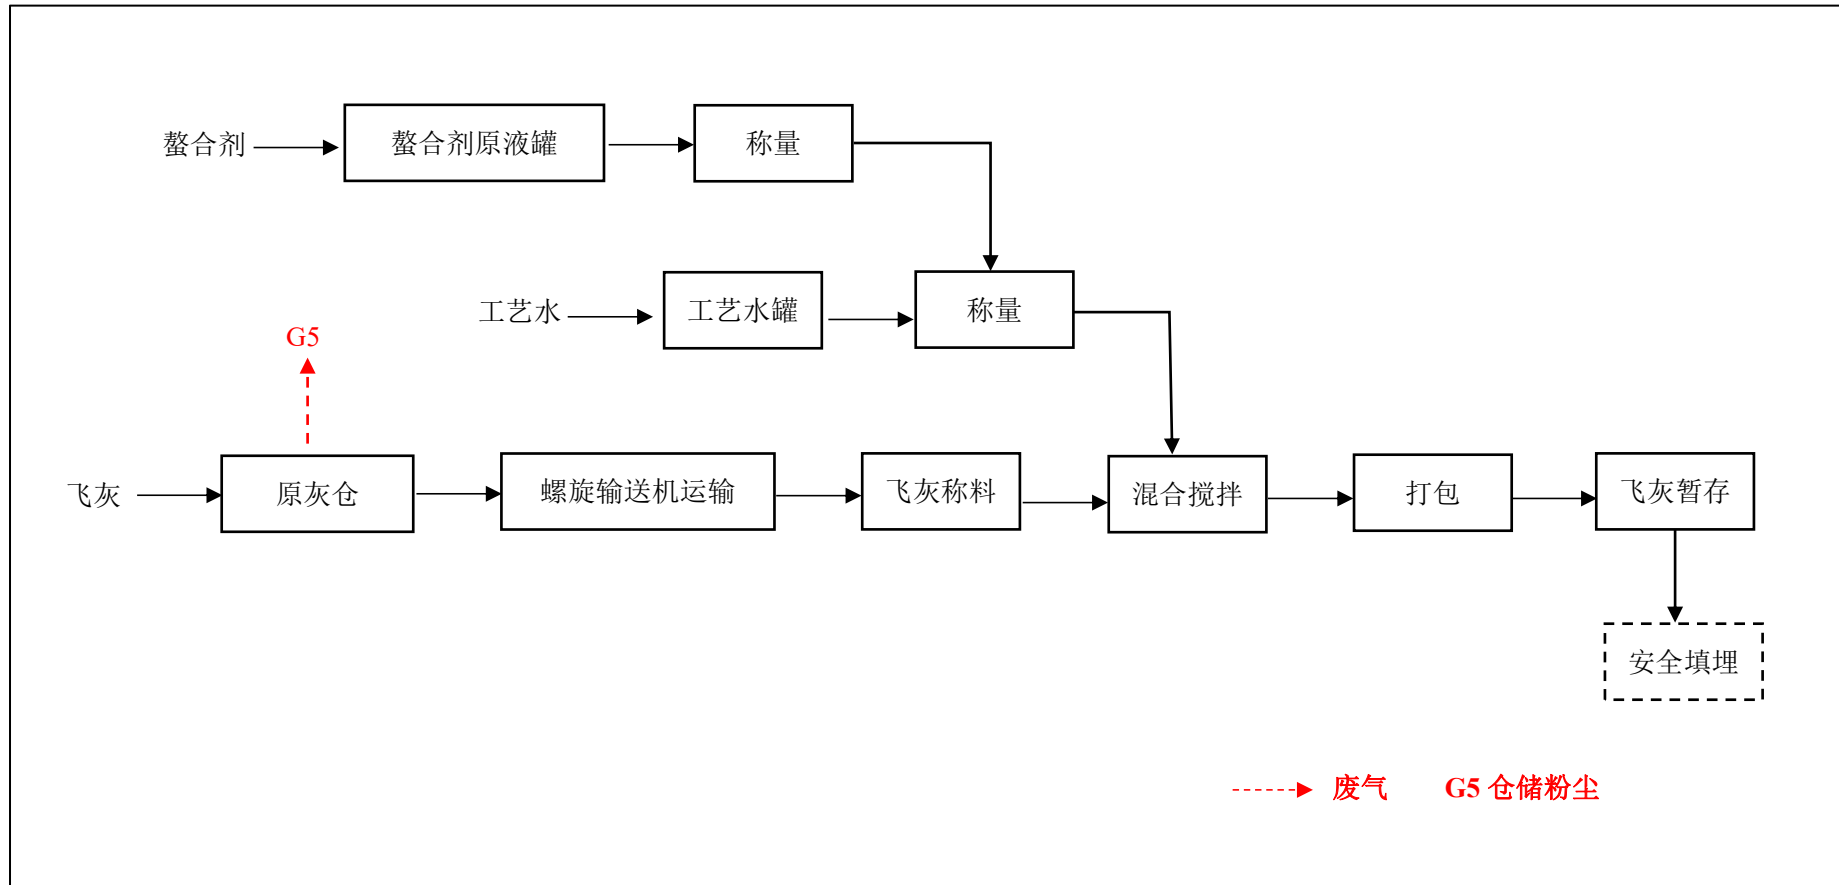 螯合剂
螯合剂原液罐
称量
工艺水
工艺水罐
称量
G5
飞灰
原灰仓
螺旋输送机运输
飞灰称料
混合搅拌
打包
飞灰暂存
安全填埋
废气 G5 仓储粉尘